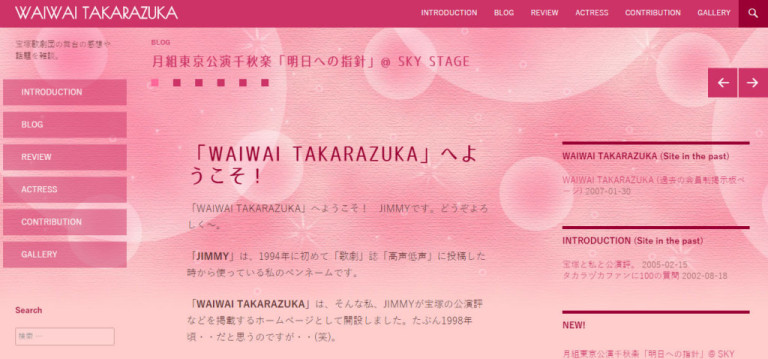 WAIWAI TAKARAZUKA
INTRODUCTION
BLOG
REVIEW
ACTRESS
CONTRIBUTION
GALLERY
宝塚歌劇団の舞台の感想や
話題を雑談。
INTRODUCTION
BLOG
REVIEW
ACTRESS
CONTRIBUTION
GALLERY
Search
検索 …
BLOG
月組東京公演千秋楽「明日への指針」@ SKY STAGE
「WAIWAI TAKARAZUKA」へよ
うこそ！
「WAIWAI TAKARAZUKA」へようこそ！　JIMMYです。どうぞよろ
しく～。
「JIMMY」は、1994年に初めて「歌劇」誌「高声低声」に投稿した
時から使っている私のペンネームです。
「WAIWAI TAKARAZUKA」は、そんな私、JIMMYが宝塚の公演評
などを掲載するホームページとして開設しました。たぶん1998年
頃・・だと思うのですが・・(笑)。
WAIWAI TAKARAZUKA (Site in the past)
WAIWAI TAKARAZUKA (過去の会員制掲示板ペ
ージ) 2007-01-30
INTRODUCTION (Site in the past)
宝塚と私と公演評。 2005-02-15
タカラヅカファンに100の質問 2002-08-18
NEW!
月組東京公演千秋楽「明日への指針」@ SKY